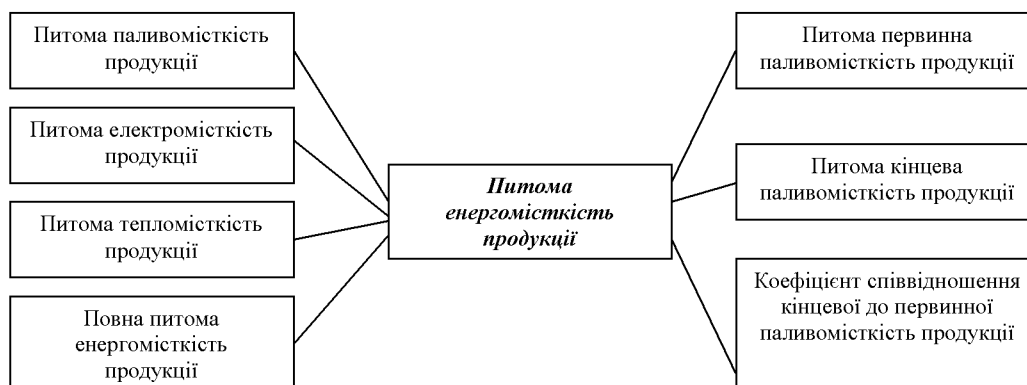 Питома паливомісткість
продукції
Питома електромісткість
продукції
Питома тепломісткість
продукції
Повна питома
енергомісткість
продукції
Питома
енергомісткість
продукції
Питома первинна
паливомісткість продукції
Питома кінцева
паливомісткість продукції
Коефіцієнт співвідношення
кінцевої до первинної
паливомісткість продукції